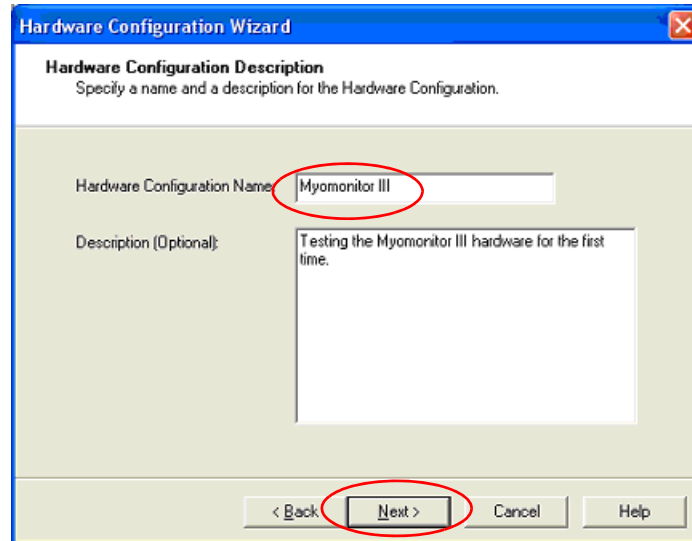 Hardware Configuration Wizard
Hardware Configuration Description
Specify a name and a description for the Hardware Configuration.
Hardware Configuration Name: Myomonitor III
Description (Optional): Testing the Myomonitor III hardware for the first
time.
< Back Next > Cancel Help